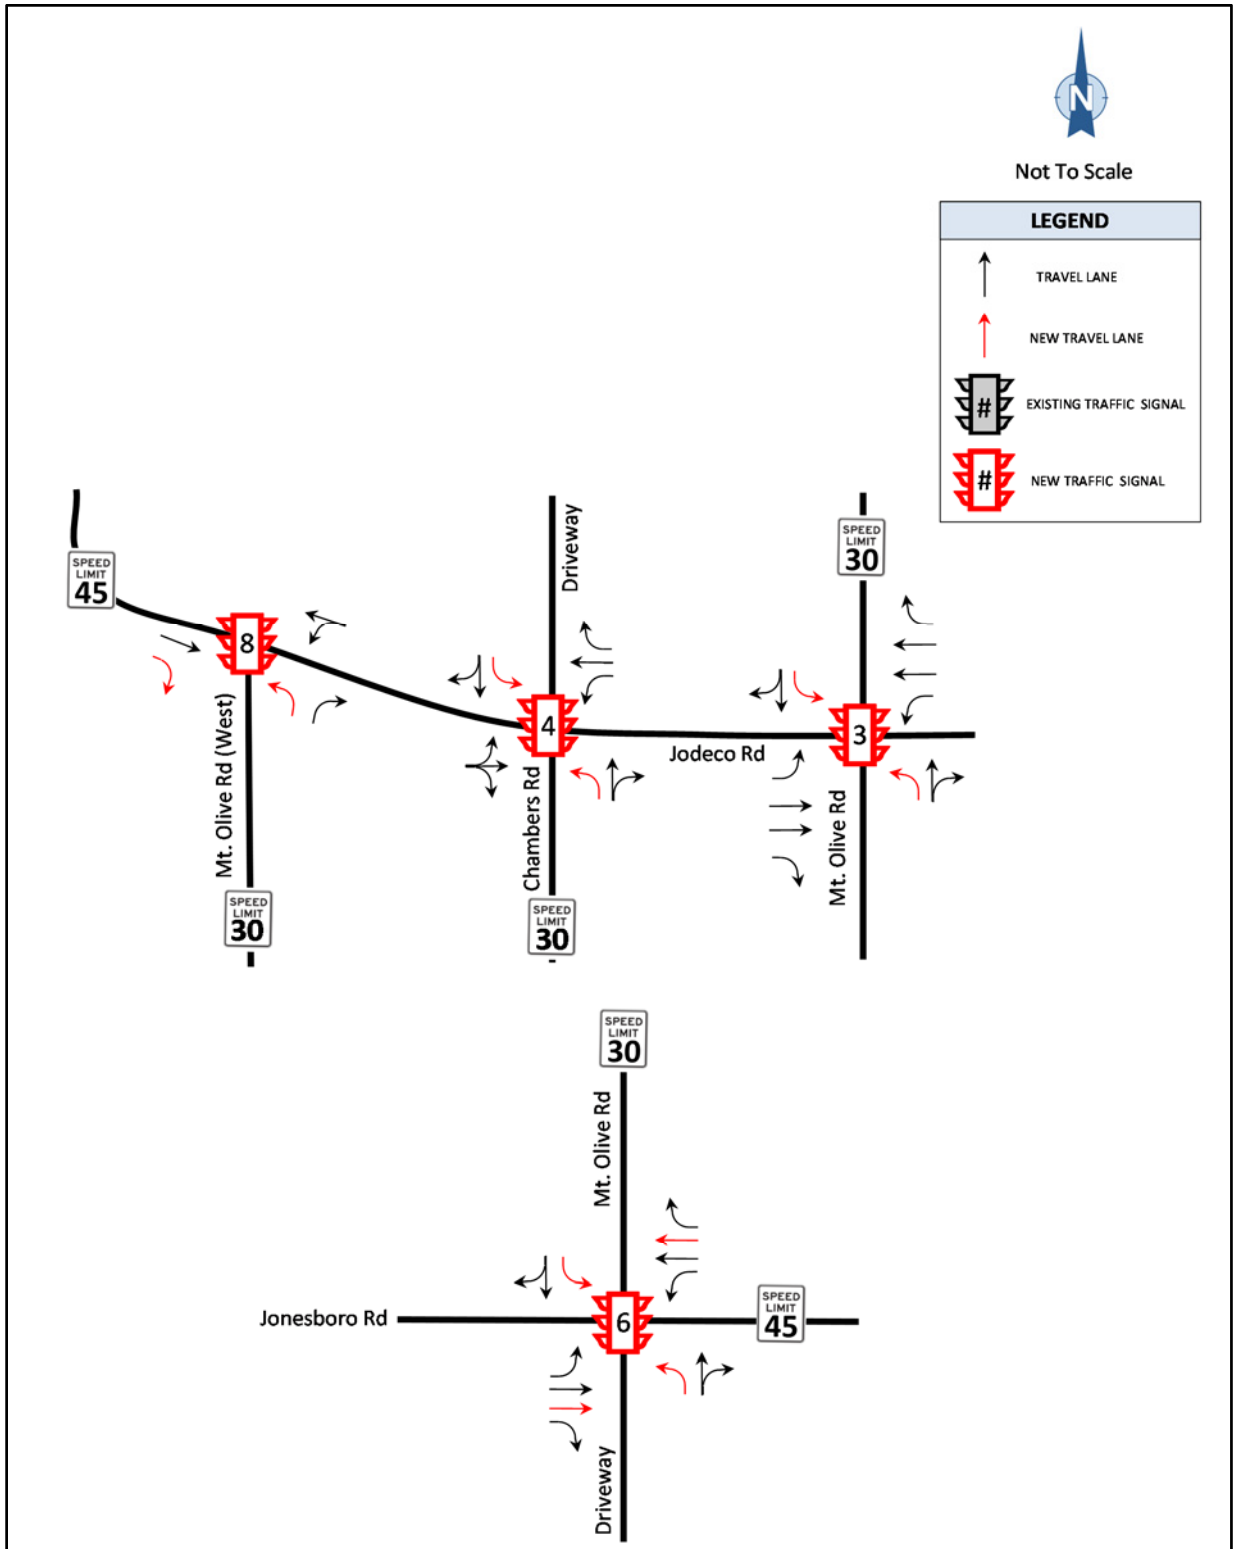 N
Not To Scale
LEGEND
TRAVEL LANE
NEW TRAVEL LANE
# EXISTING TRAFFIC SIGNAL
# NEW TRAFFIC SIGNAL
Driveway
SPEED
LIMIT
30
SPEED
LIMIT
45
8
4
3
Jodeco Rd
Mt. Olive Rd (West)
Chambers Rd
Mt. Olive Rd
SPEED
LIMIT
30
SPEED
LIMIT
30
SPEED
LIMIT
30
Mt. Olive Rd
Jonesboro Rd
6
SPEED
LIMIT
45
Driveway